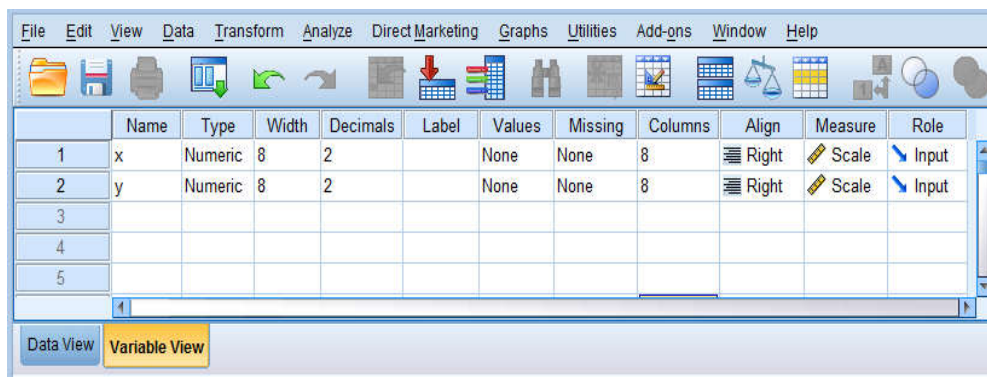 File Edit View Data Transform Analyze Direct Marketing Graphs Utilities Add-ons Window Help
A
1 4
Name Type Width Decimals Label Values Missing Columns Align Measure Role
1 x Numeric 8 2 None None 8 Right Scale Input
2 y Numeric 8 2 None None 8 Right Scale Input
3
4
5
Data View Variable View